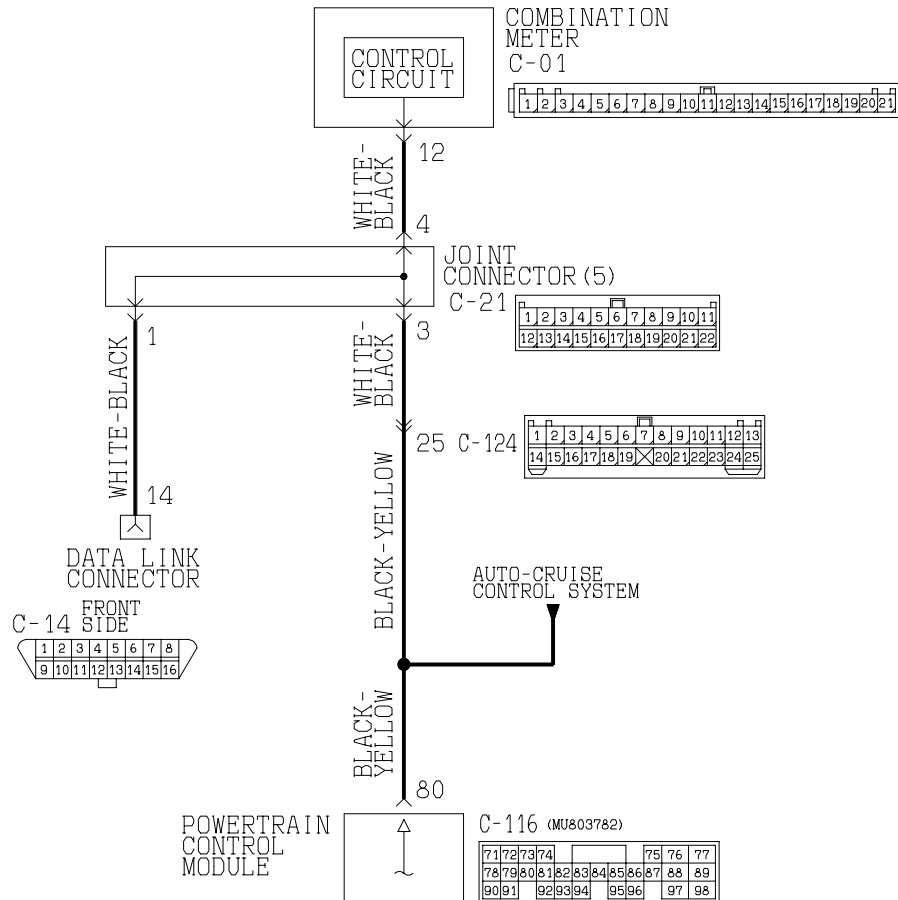 COMBINATION
METER
C-01
CONTROL
CIRCUIT
1 2 3 4 5 6 7 8 9 10 11 12 13 14 15 16 17 18 19 20 21
12
WHITE-
BLACK
4
JOINT
CONNECTOR (5)
C-21
1 2 3 4 5 6 7 8 9 10 11
12 13 14 15 16 17 18 19 20 21 22
1
3
WHITE-BLACK
WHITE-
BLACK
25 C-124
1 2 3 4 5 6 7 8 9 10 11 12 13
14 15 16 17 18 19 20 21 22 23 24 25
14
BLACK-YELLOW
DATA LINK
CONNECTOR
AUTO-CRUISE
CONTROL SYSTEM
C-14 FRONT
SIDE
1 2 3 4 5 6 7 8
9 10 11 12 13 14 15 16
BLACK-
YELLOW
80
POWERTRAIN
CONTROL
MODULE
C-116 (MU803782)
71 72 73 74 75 76 77
78 79 80 81 82 83 84 85 86 87 88 89
90 91 92 93 94 95 96 97 98